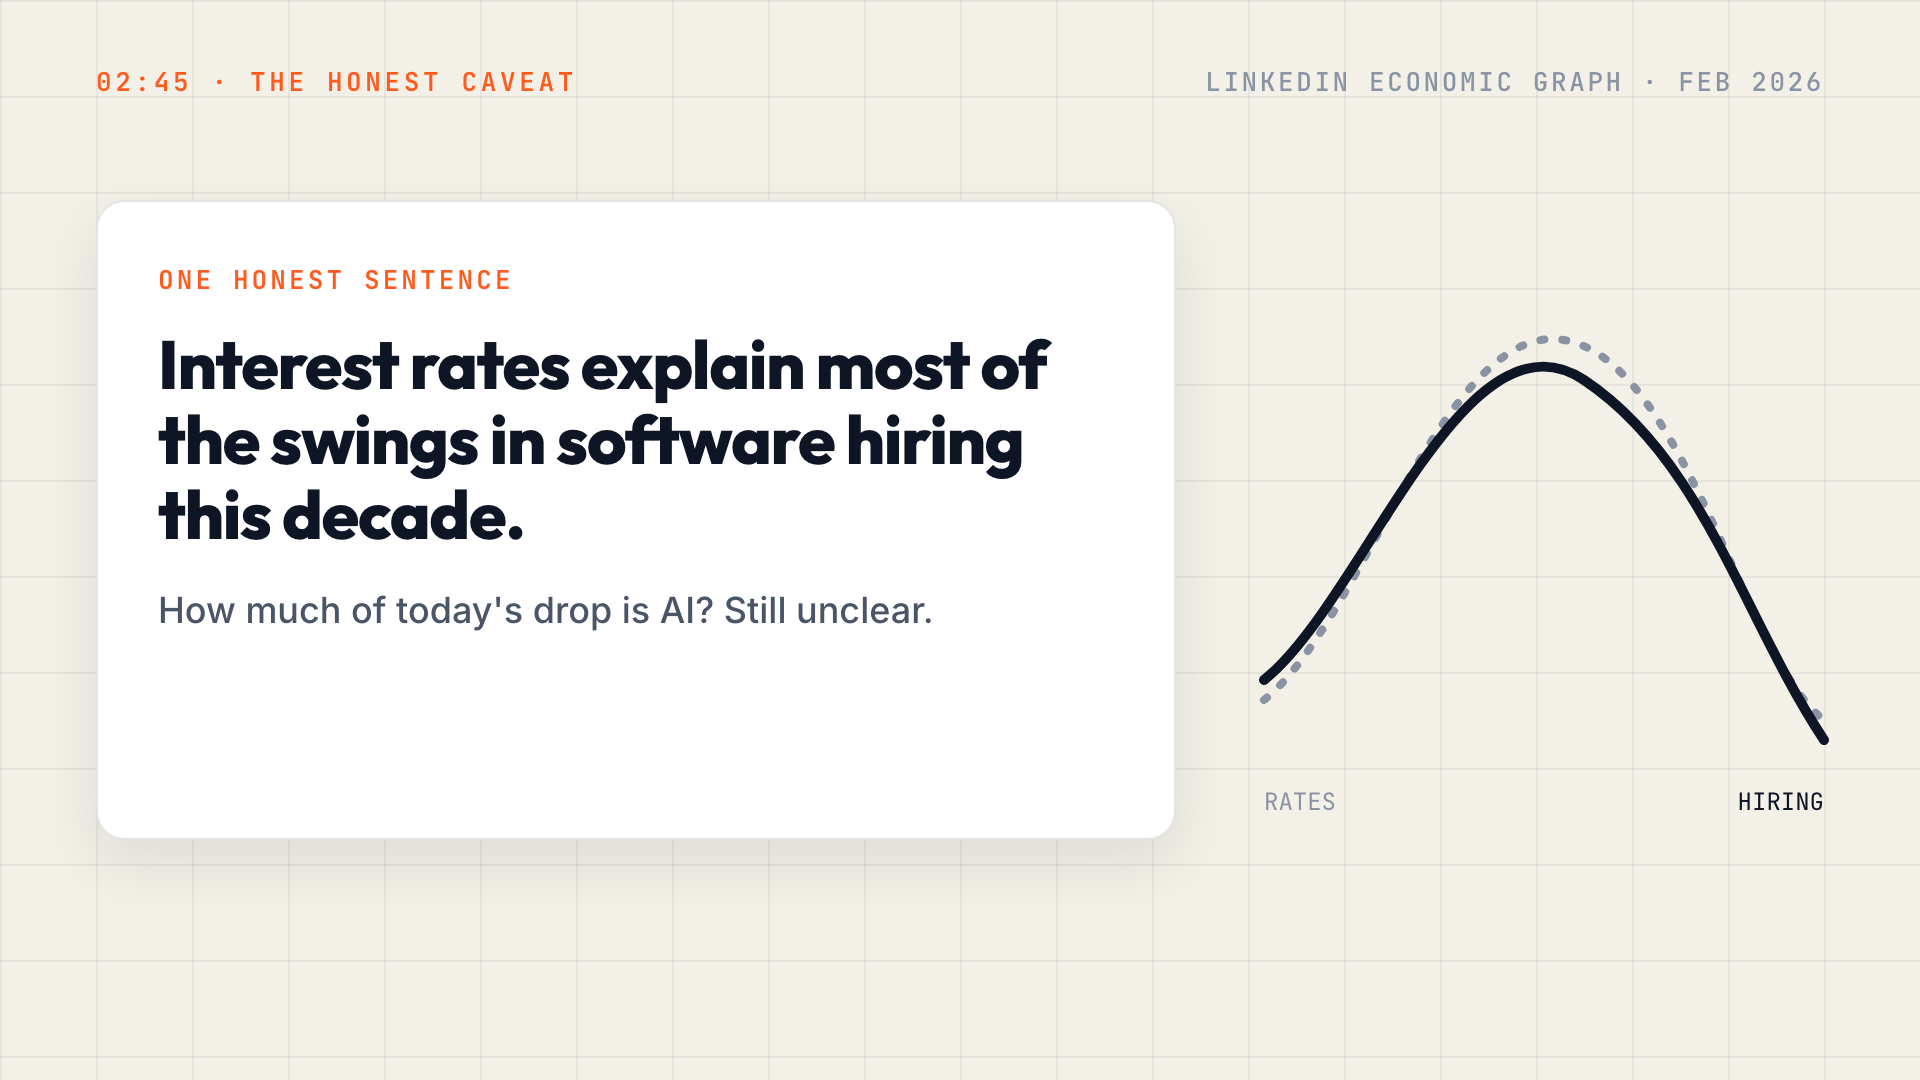 02:45 · THE HONEST CAVEAT
LINKEDIN ECONOMIC GRAPH · FEB 2026
ONE HONEST SENTENCE
Interest rates explain most of
the swings in software hiring
this decade.
How much of today's drop is AI? Still unclear.
RATES
HIRING